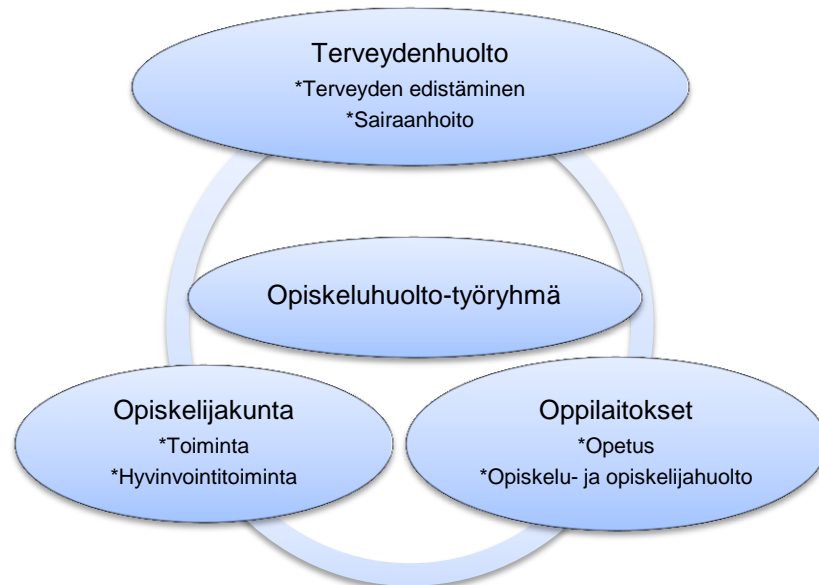 Terveydenhuolto
*Terveyden edistäminen
*Sairaanhoito
Opiskeluhuolto-työryhmä
Opiskelijakunta
*Toiminta
*Hyvinvointitoiminta
Oppilaitokset
*Opetus
*Opiskelu- ja opiskelijahuolto